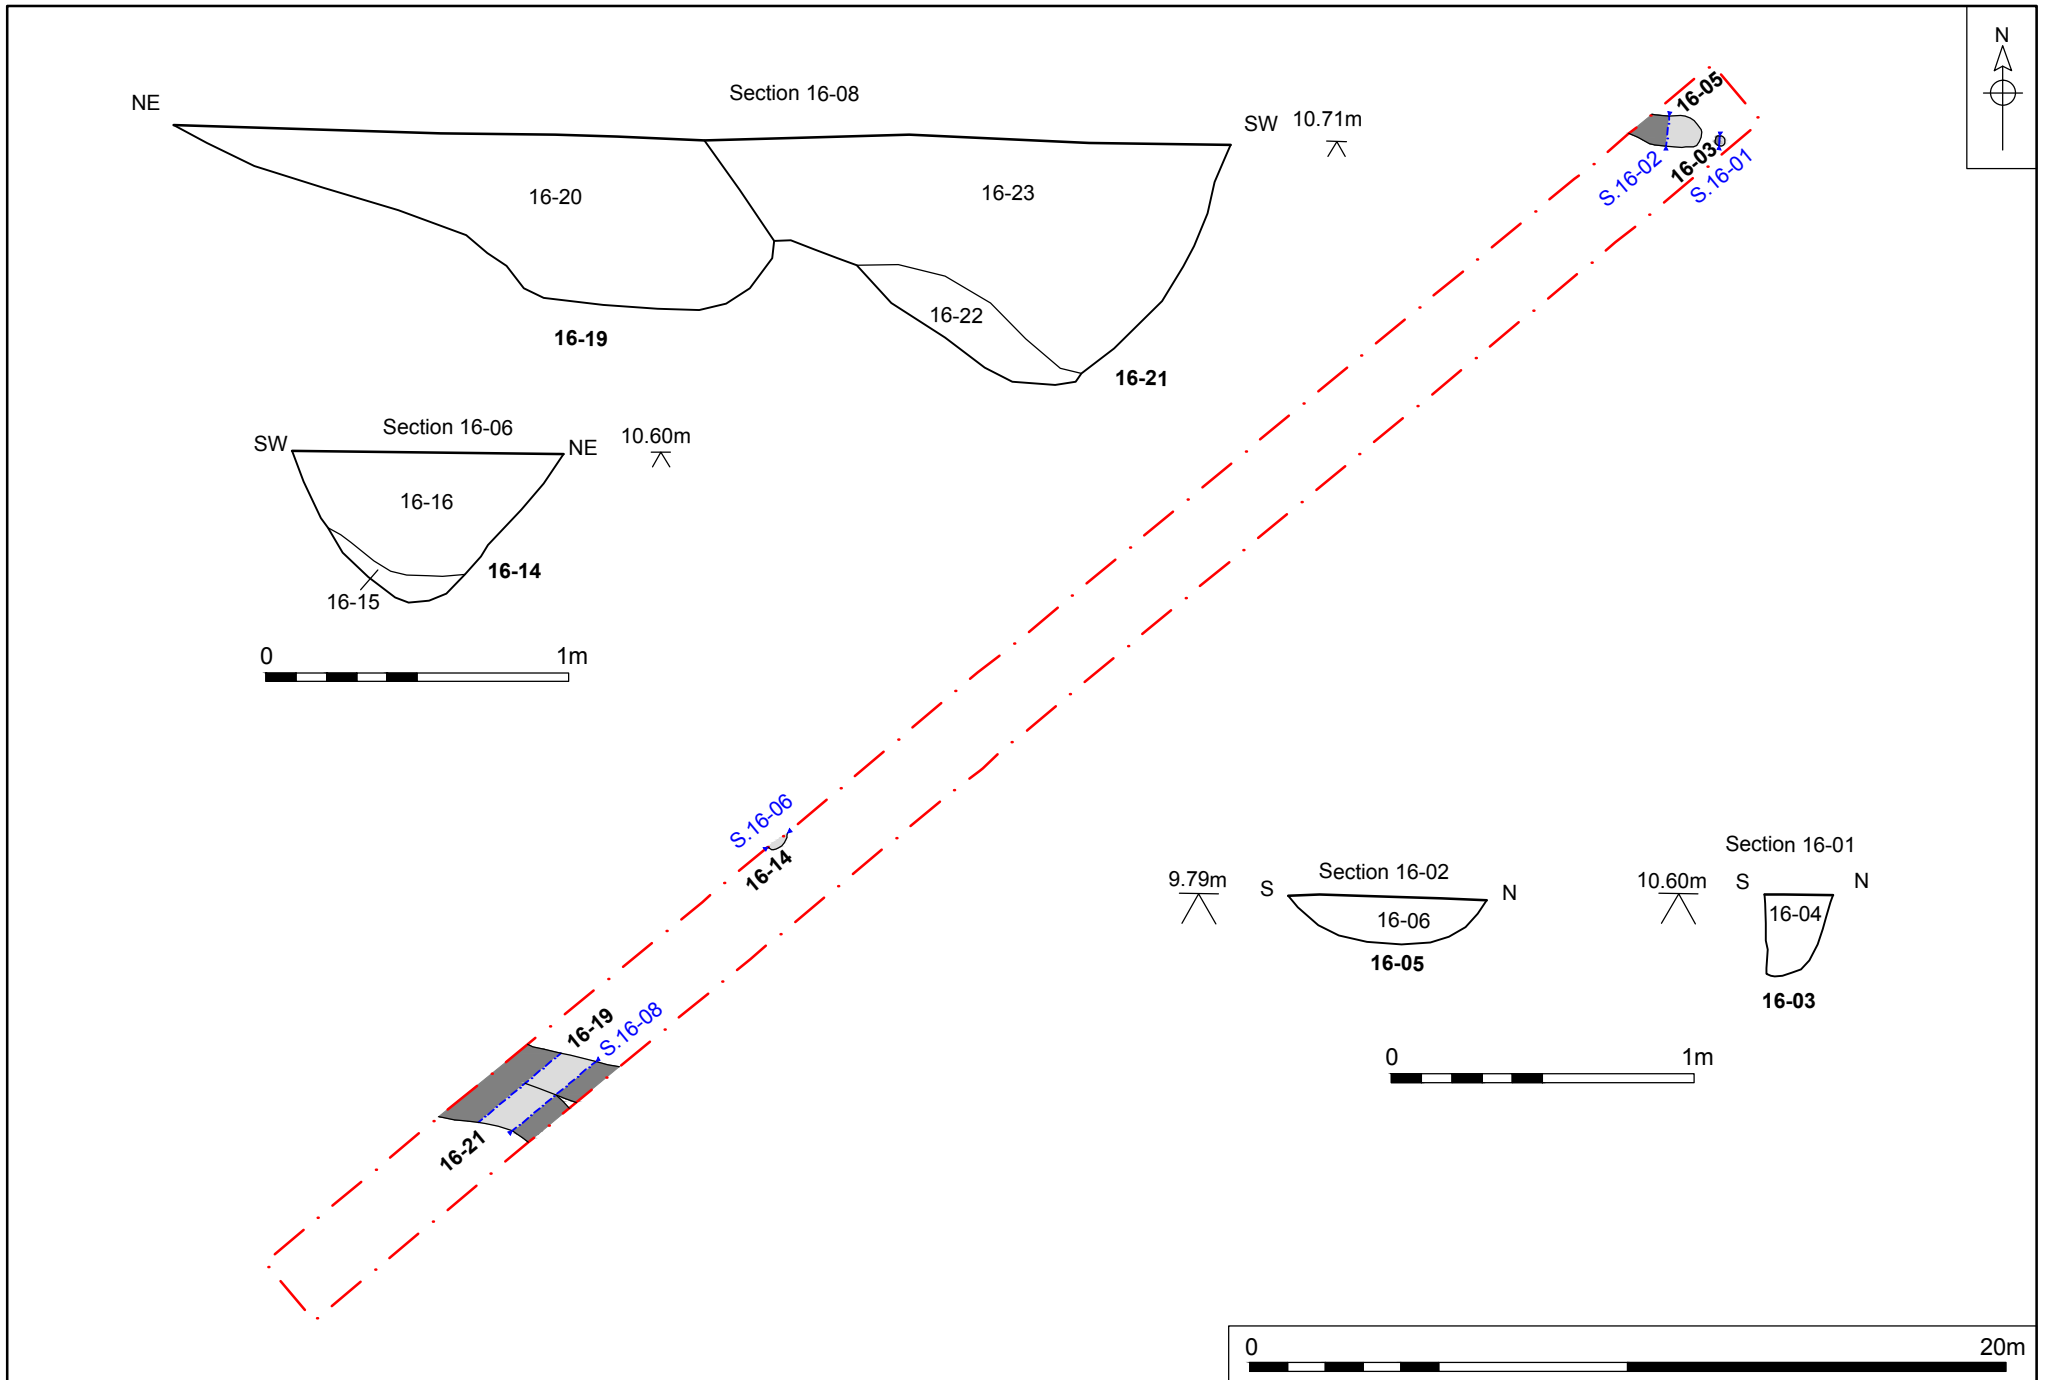 N
Section 16-08
NE
SW 10.71m
16-05
16-20
16-23
16-03
S.16-02
S.16-01
16-22
16-19
16-21
Section 16-06
SW
NE
10.60m
16-16
16-14
16-15
0 1m
S.16-06
16-14
Section 16-01
Section 16-02
9.79m
S
N
10.60m
S
N
16-06
16-04
16-05
16-03
16-19
S.16-08
0 1m
16-21
0 20m